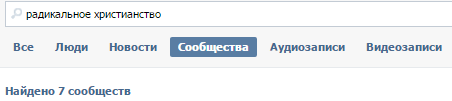 радикальное христианство
Все Люди Новости Сообщества Аудиозаписи Видеозаписи
Найдено 7 сообществ